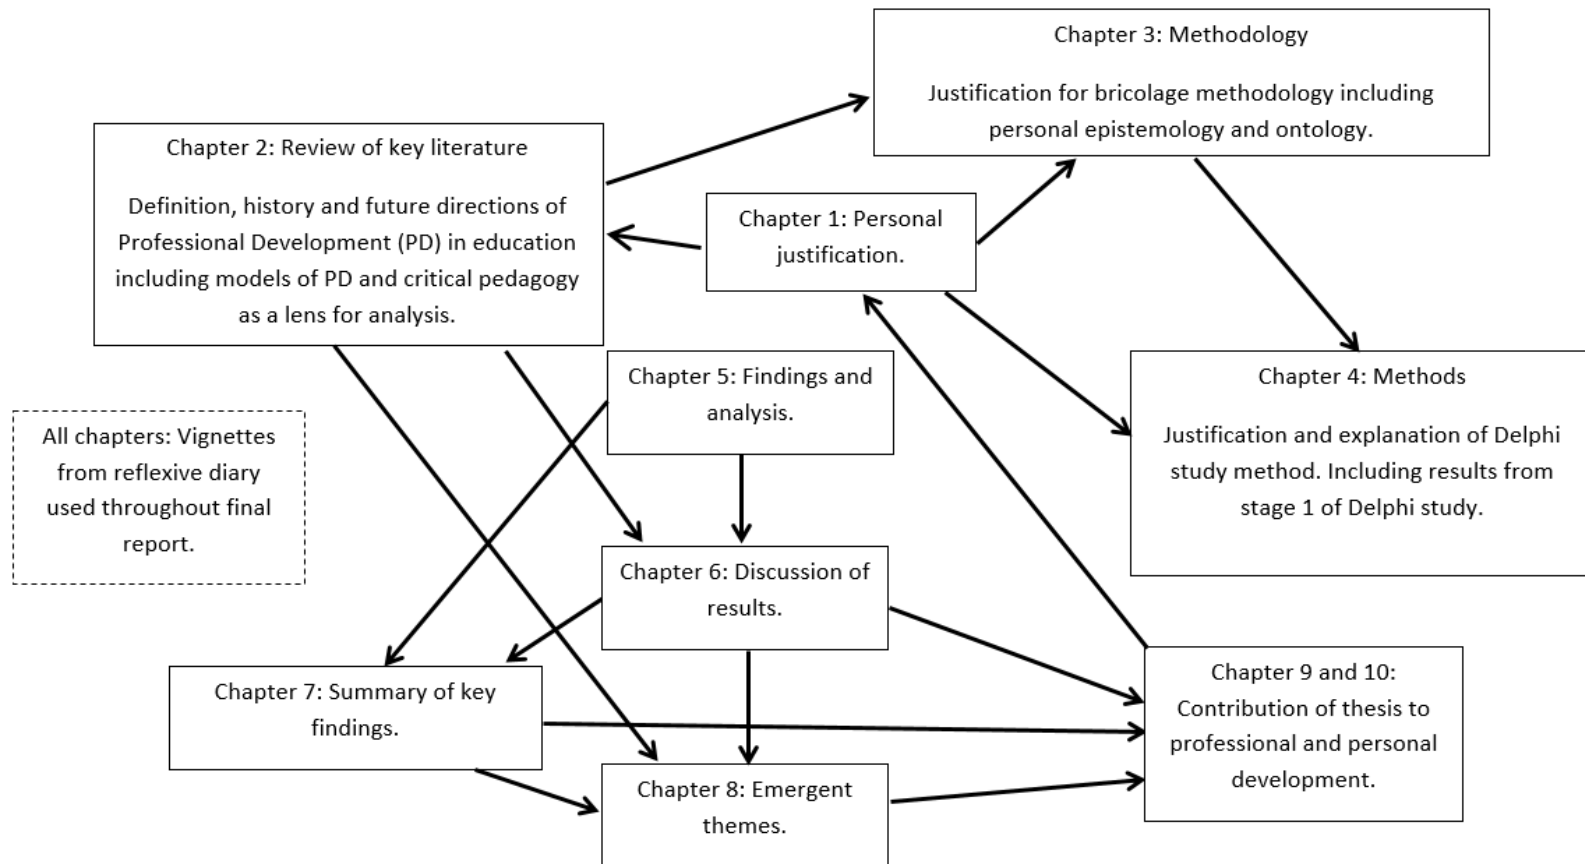 Chapter 3: Methodology
Justification for bricolage methodology including
personal epistemology and ontology.
Chapter 2: Review of key literature
Definition, history and future directions of
Professional Development (PD) in education
including models of PD and critical pedagogy
as a lens for analysis.
Chapter 1: Personal
justification.
Chapter 5: Findings and
analysis.
Chapter 4: Methods
Justification and explanation of Delphi
study method. Including results from
stage 1 of Delphi study.
All chapters: Vignettes
from reflexive diary
used throughout final
report.
Chapter 6: Discussion of
results.
Chapter 7: Summary of key
findings.
Chapter 9 and 10:
Contribution of thesis to
professional and personal
development.
Chapter 8: Emergent
themes.